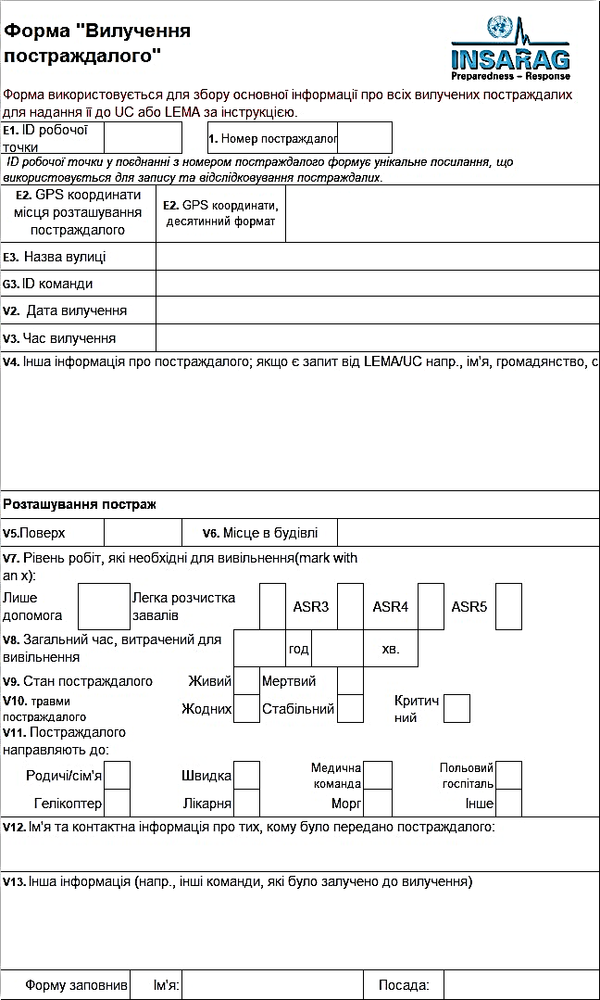 Форма "Вилучення
постраждалого"
INSARAG
Preparedness – Response
Форма використовується для збору основної інформації про всіх вилучених постраждалих
для надання її до UC або LEMA за інструкцією.
E1. ID робочої
точки
1. Номер постраждалог
ID робочої точки у поєднанні з номером постраждалого формує унікальне посилання, що
використовується для запису та відслідковування постраждалих.
E2. GPS координати
місця розташування
постраждалого
E2. GPS координати,
десятинний формат
E3. Назва вулиці
G3. ID команди
V2. Дата вилучення
V3. Час вилучення
V4. Інша інформація про постраждалого; якщо є запит від LEMA/UC напр., ім'я, громадянство, с
Розташування постраж
V5.Поверх
V6. Місце в будівлі
V7. Рівень робіт, які необхідні для вивільнення(mark with
an x):
Лише
допомога
Легка розчистка
завалів
ASR3
ASR4
ASR5
V8. Загальний час, витрачений для
вивільнення
год
хв.
V9. Стан постраждалого
Живий
Мертвий
V10. травми
постраждалого
Жодних
Стабільний
Критич
ний
V11. Постраждалого
направляють до:
Родичі/сім'я
Швидка
Медична
команда
Польовий
госпіталь
Гелікоптер
Лікарня
Морг
Інше
V12. Ім'я та контактна інформація про тих, кому було передано постраждалого:
V13. Інша інформація (напр., інші команди, які було залучено до вилучення)
Форму заповнив
Ім'я:
Посада: